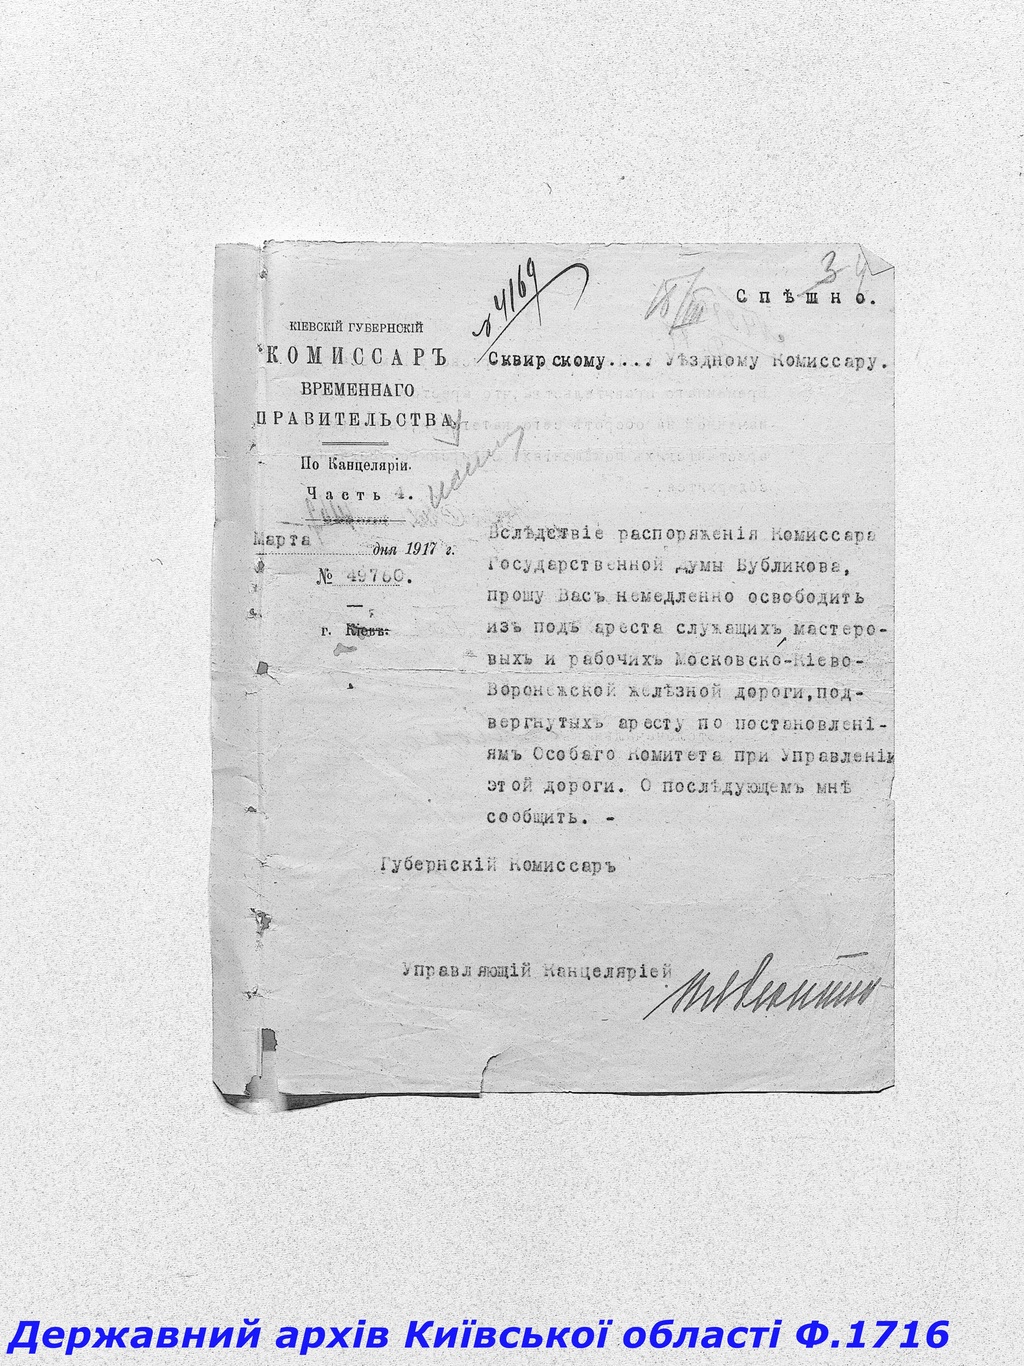 № 4169
Спѣшно.
КІЕВСКІЙ ГУБЕРНСКІЙ
КОМИССАРЪ
ВРЕМЕННАГО
ПРАВИТЕЛЬСТВА
По Канцеляріи.
Часть 4.
Марта дня 1917 г.
№ 49760.
г. Кіевъ.
Сквирскому.... Уѣздному Комиссару.
Вслѣдствіе распоряженія Комиссара
Государственной Думы Бубликова,
прошу Васъ немедленно освободить
изъ подъ ареста служащихъ мастеро-
выхъ и рабочихъ Московско-Кіево-
Воронежской желѣзной дороги,под-
вергнутыхъ аресту по постановлені-
ямъ Особаго Комитета при Управленіи
этой дороги. О послѣдующемъ мнѣ
сообщить. -
Губернскій Комиссаръ
Управляющій Канцеляріей
Державний архів Київської області Ф.1716